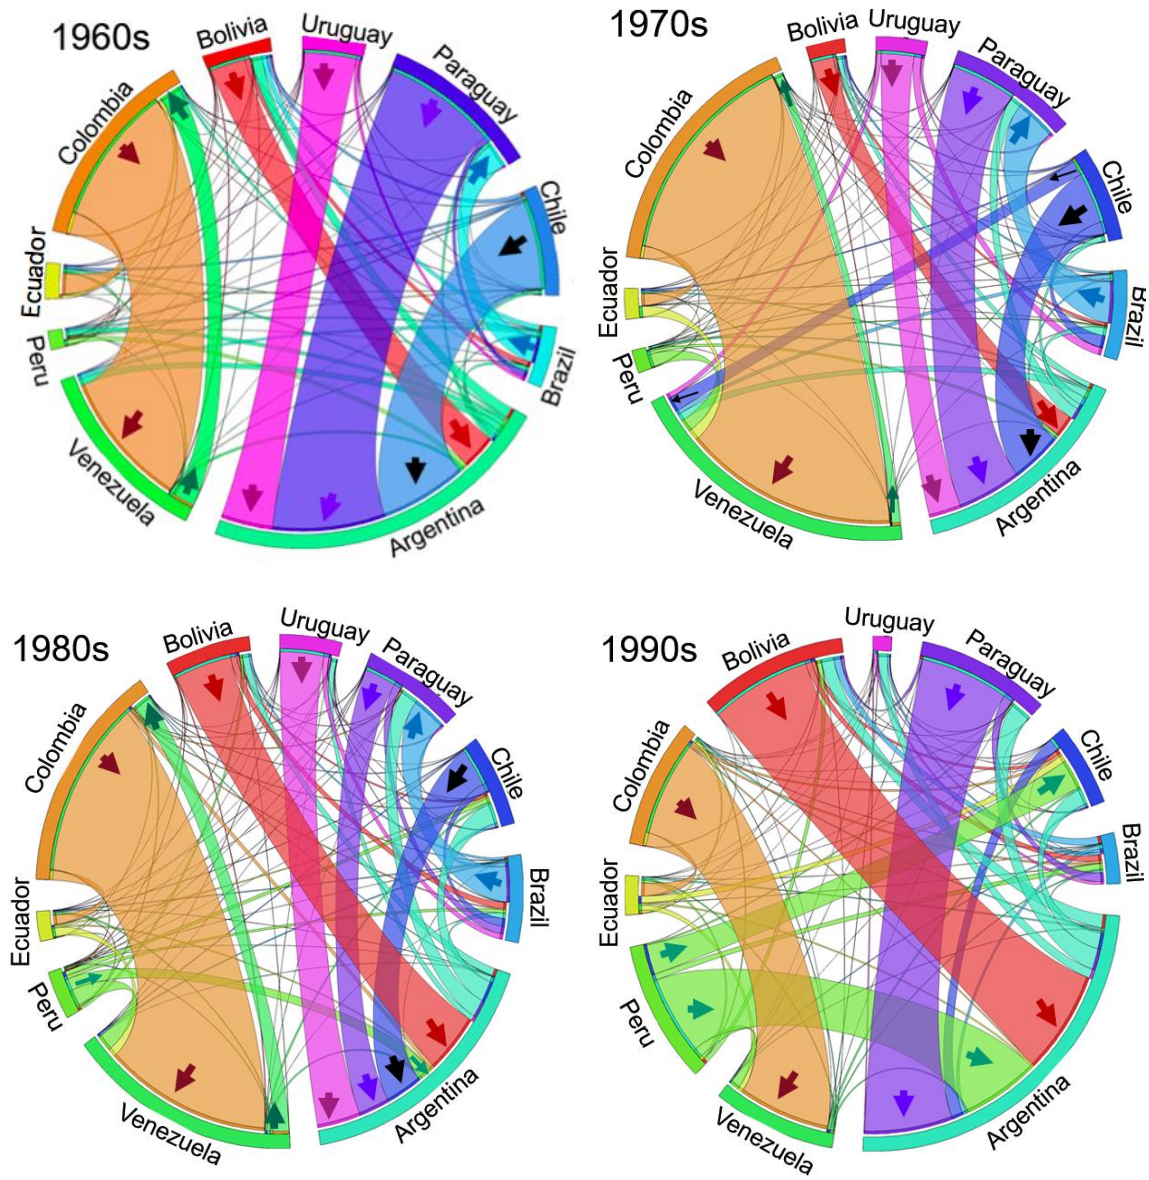 1960s
Bolivia
Uruguay
Paraguay
Colombia
Chile
Ecuador
Peru
Brazil
Venezuela
Argentina
1970s
Bolivia
Uruguay
Paraguay
Colombia
Chile
Ecuador
Brazil
Peru
Venezuela
Argentina
1980s
Bolivia
Uruguay
Paraguay
Colombia
Chile
Ecuador
Brazil
Peru
Venezuela
Argentina
1990s
Bolivia
Uruguay
Paraguay
Colombia
Chile
Brazil
Ecuador
Peru
Venezuela
Argentina